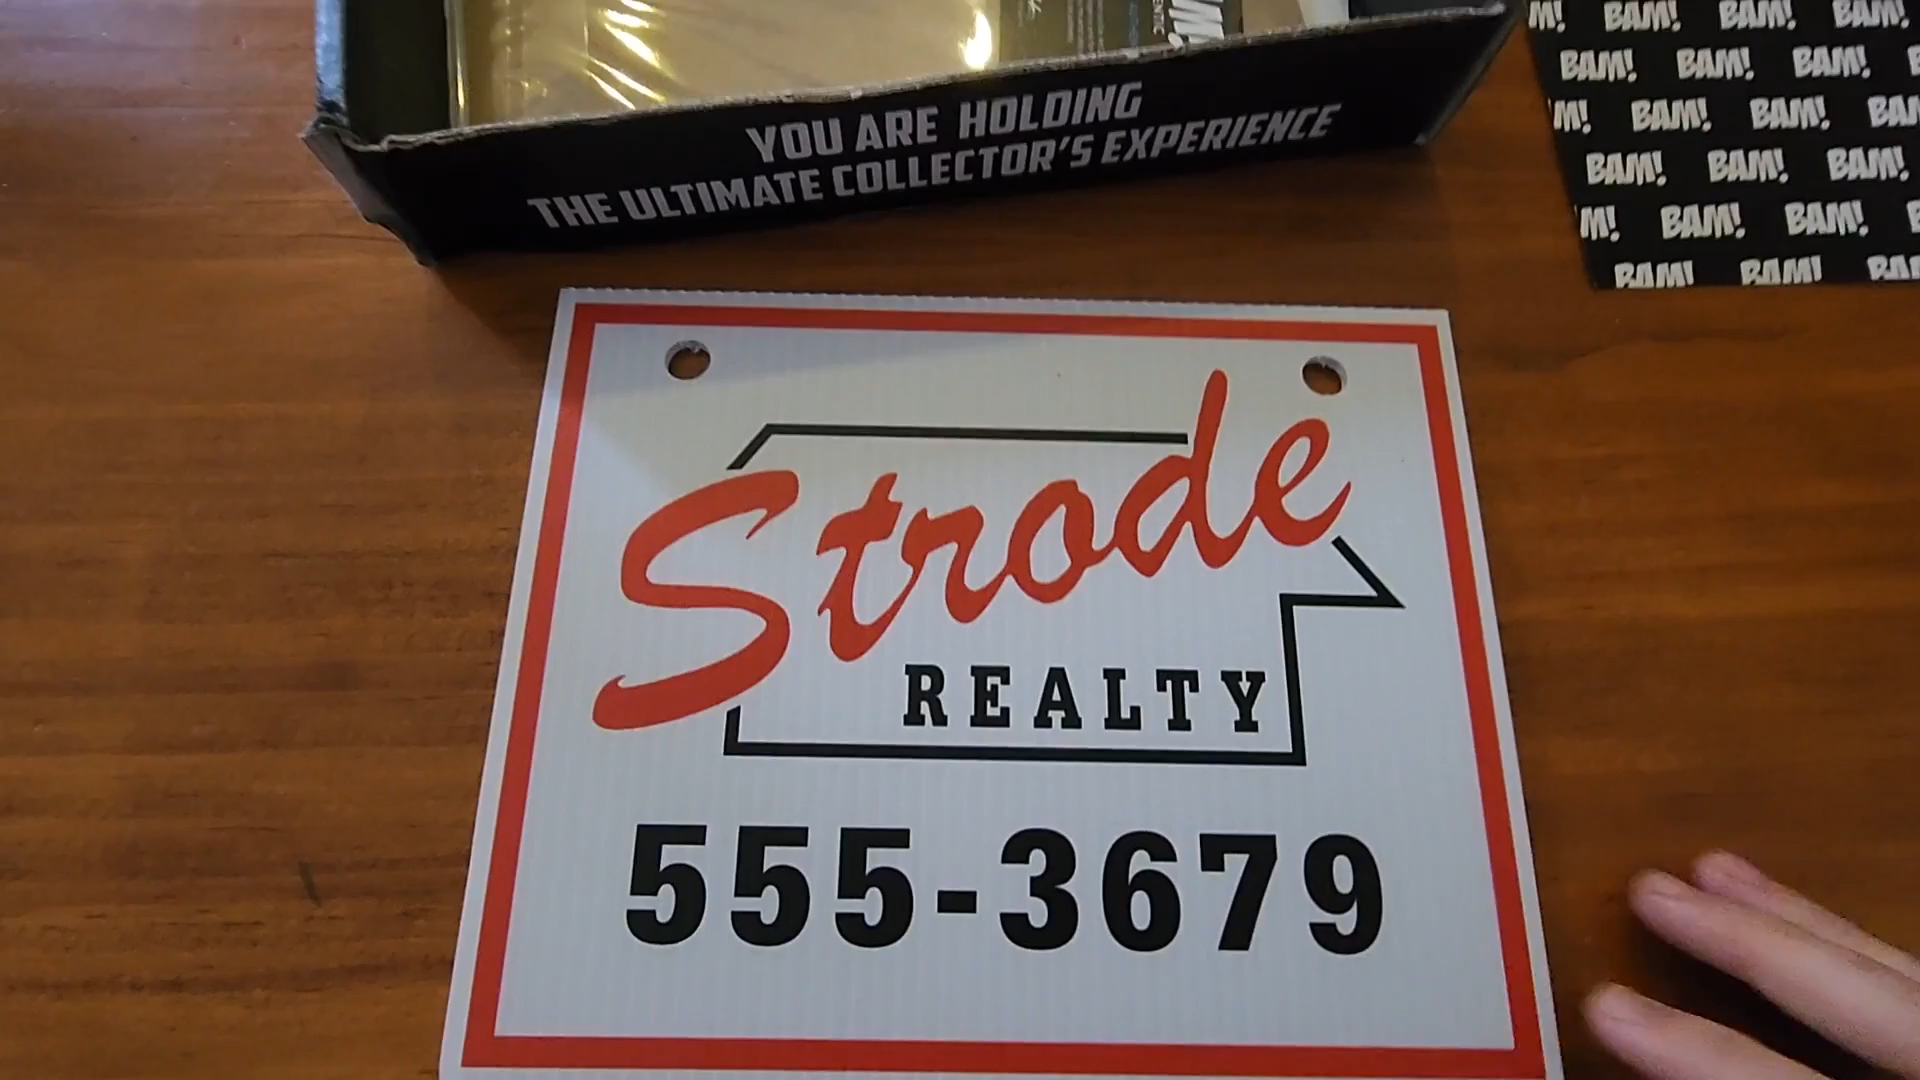 YOU ARE HOLDING
THE ULTIMATE COLLECTOR'S EXPERIENCE
BAM! BAM! BAM!
BAM! BAM! BAM!
BAM! BAM!
BAM! BAM! BAM!
BAM! BAM!
BAM! BAM!
Strode
REALTY
555-3679